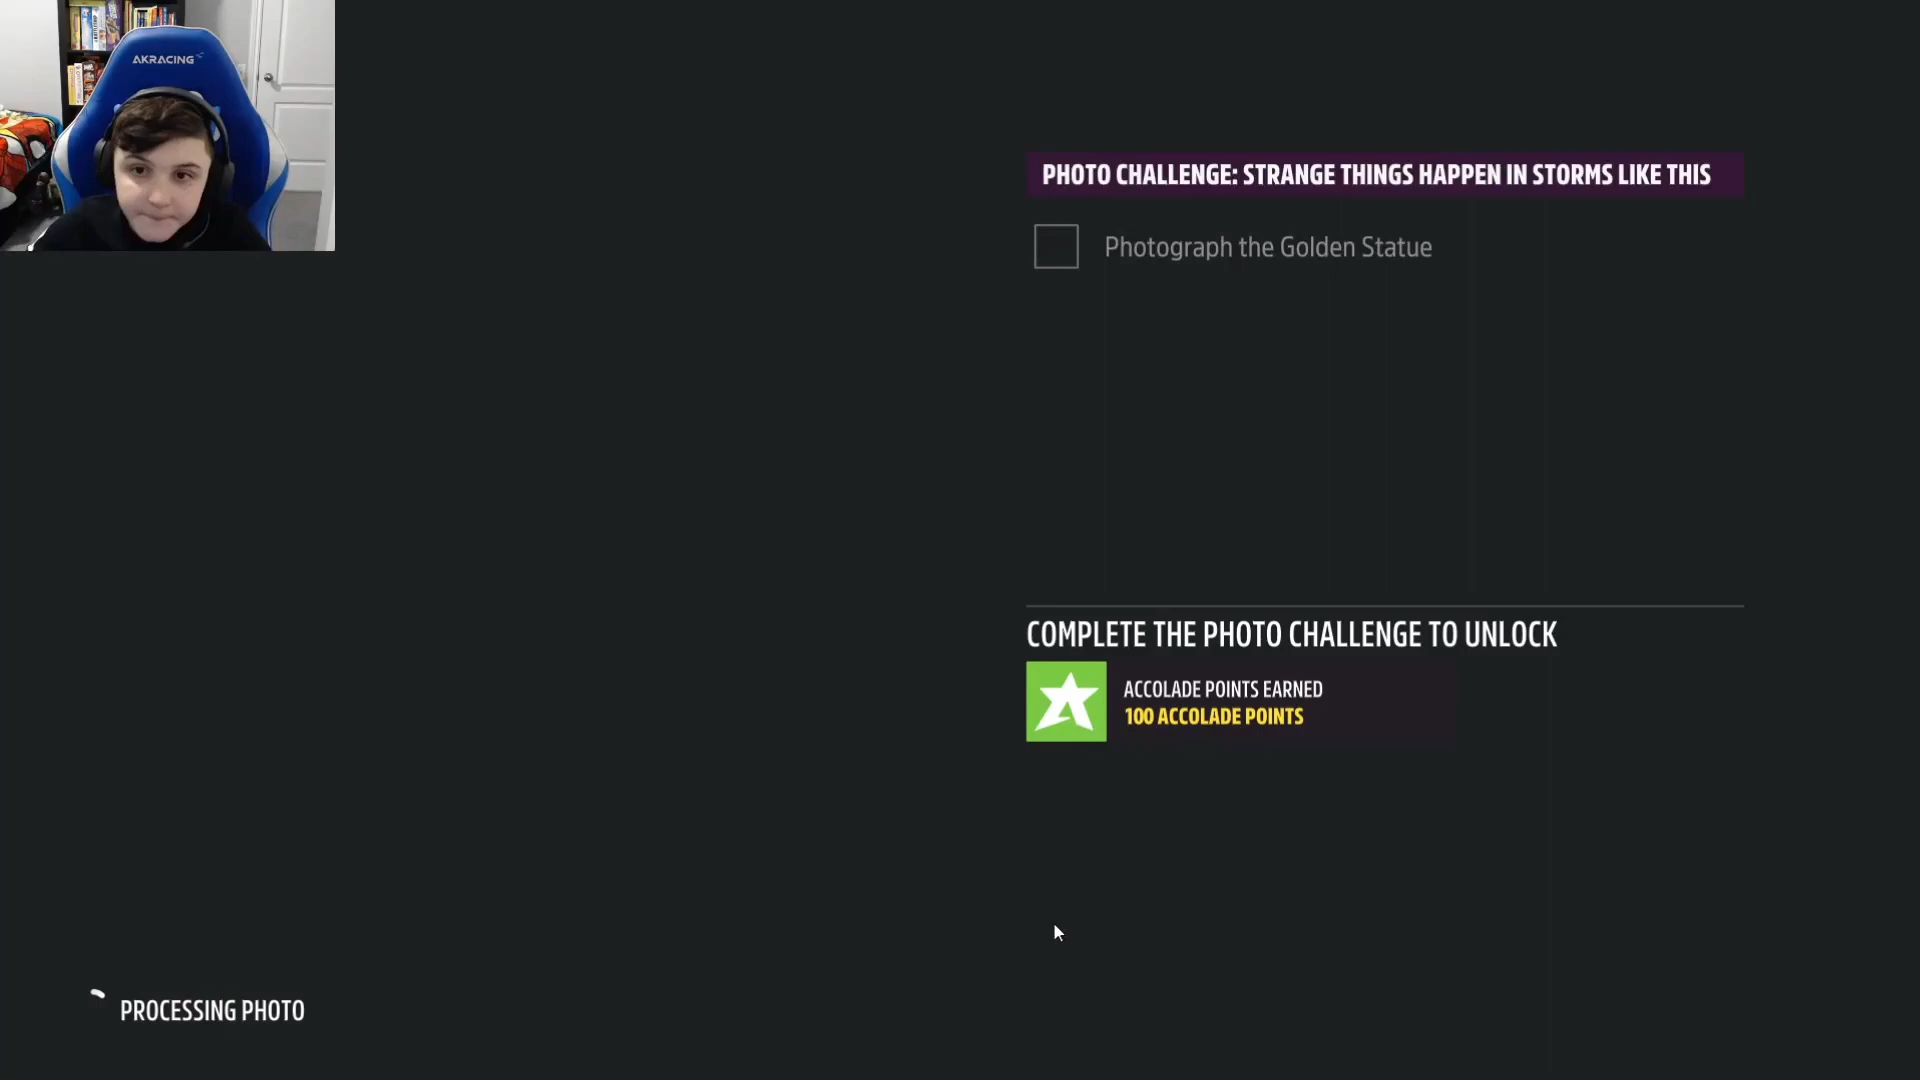 AKRACING
PHOTO CHALLENGE: STRANGE THINGS HAPPEN IN STORMS LIKE THIS
Photograph the Golden Statue
COMPLETE THE PHOTO CHALLENGE TO UNLOCK
ACCOLADE POINTS EARNED
100 ACCOLADE POINTS
PROCESSING PHOTO